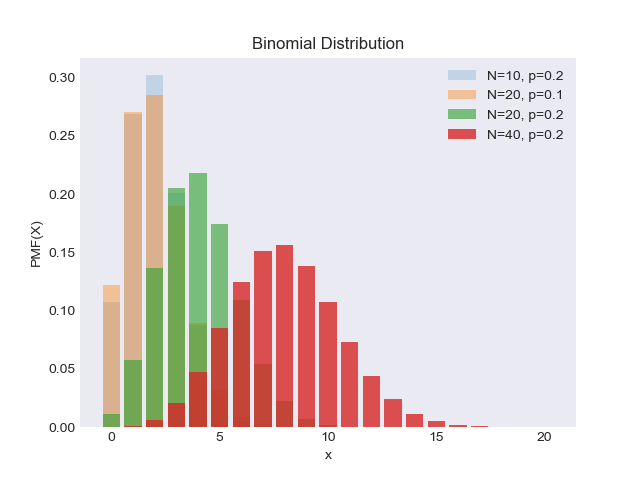 Binomial Distribution
N=10, p=0.2
N=20, p=0.1
N=20, p=0.2
N=40, p=0.2
0.30
0.25
0.20
0.15
0.10
0.05
0.00
PMF(X)
0 5 10 15 20
x